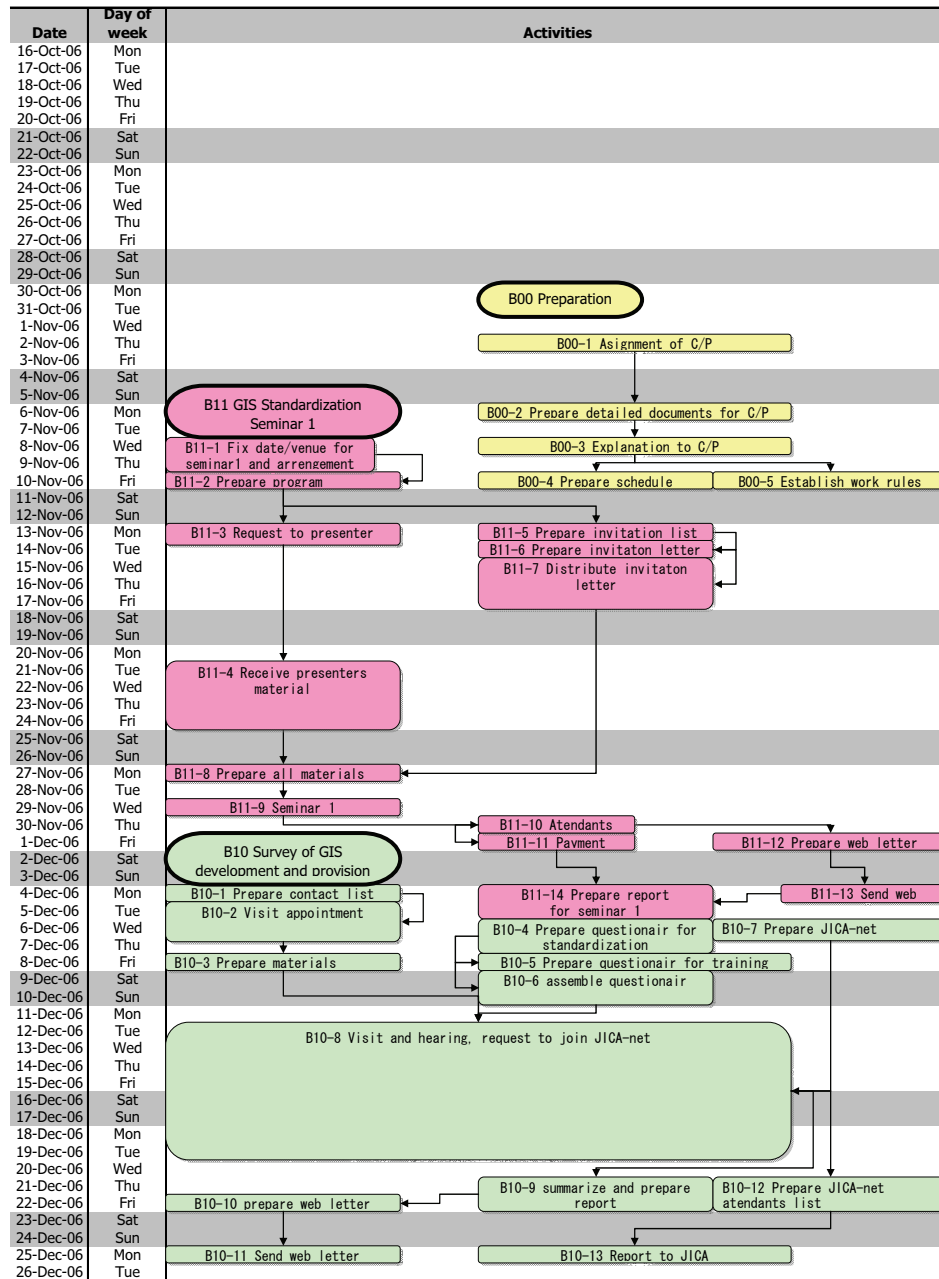 Day of
Date week Activities
16-Oct-06 Mon
17-Oct-06 Tue
18-Oct-06 Wed
19-Oct-06 Thu
20-Oct-06 Fri
21-Oct-06 Sat
22-Oct-06 Sun
23-Oct-06 Mon
24-Oct-06 Tue
25-Oct-06 Wed
26-Oct-06 Thu
27-Oct-06 Fri
28-Oct-06 Sat
29-Oct-06 Sun
30-Oct-06 Mon
B00 Preparation
31-Oct-06 Tue
1-Nov-06 Wed
2-Nov-06 Thu B00-1 Asignment of C/P
3-Nov-06 Fri
4-Nov-06 Sat
5-Nov-06 Sun
B11 GIS Standardization
6-Nov-06 Mon B00-2 Prepare detailed documents for C/P
Seminar 1
7-Nov-06 Tue
8-Nov-06 Wed B11-1 Fix date/venue for B00-3 Explanation to C/P
9-Nov-06 Thu seminar1 and arrengement
10-Nov-06 Fri B11-2 Prepare program B00-4 Prepare schedule B00-5 Establish work rules
11-Nov-06 Sat
12-Nov-06 Sun
13-Nov-06 Mon B11-3 Request to presenter B11-5 Prepare invitation list
14-Nov-06 Tue B11-6 Prepare invitaton letter
15-Nov-06 Wed B11-7 Distribute invitaton
16-Nov-06 Thu letter
17-Nov-06 Fri
18-Nov-06 Sat
19-Nov-06 Sun
20-Nov-06 Mon
21-Nov-06 Tue B11-4 Receive presenters
22-Nov-06 Wed material
23-Nov-06 Thu
24-Nov-06 Fri
25-Nov-06 Sat
26-Nov-06 Sun
27-Nov-06 Mon B11-8 Prepare all materials
28-Nov-06 Tue
29-Nov-06 Wed B11-9 Seminar 1
30-Nov-06 Thu B11-10 Atendants
1-Dec-06 Fri B11-11 Payment B11-12 Prepare web letter
B10 Survey of GIS
2-Dec-06 Sat
development and provision
3-Dec-06 Sun
4-Dec-06 Mon B10-1 Prepare contact list B11-14 Prepare report B11-13 Send web
5-Dec-06 Tue B10-2 Visit appointment for seminar 1
6-Dec-06 Wed B10-4 Prepare questionair for B10-7 Prepare JICA-net
7-Dec-06 Thu standardization
8-Dec-06 Fri B10-3 Prepare materials B10-5 Prepare questionair for training
9-Dec-06 Sat B10-6 assemble questionair
10-Dec-06 Sun
11-Dec-06 Mon
12-Dec-06 Tue B10-8 Visit and hearing, request to join JICA-net
13-Dec-06 Wed
14-Dec-06 Thu
15-Dec-06 Fri
16-Dec-06 Sat
17-Dec-06 Sun
18-Dec-06 Mon
19-Dec-06 Tue
20-Dec-06 Wed
21-Dec-06 Thu B10-9 summarize and prepare B10-12 Prepare JICA-net
22-Dec-06 Fri B10-10 prepare web letter report atendants list
23-Dec-06 Sat
24-Dec-06 Sun
25-Dec-06 Mon B10-11 Send web letter B10-13 Report to JICA
26-Dec-06 Tue